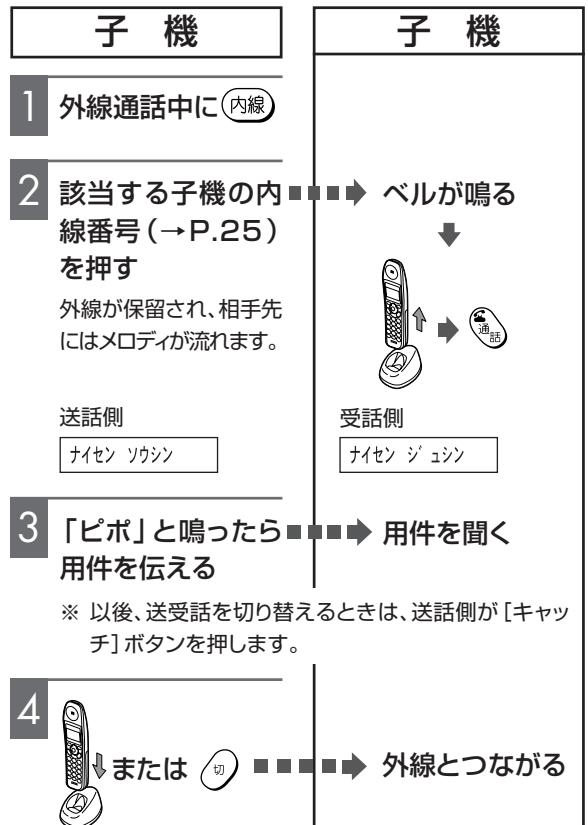 子 機
子 機
1 外線通話中に 内線
2 該当する子機の内
線番号（→P.25）
を押す
ベルが鳴る
外線が保留され、相手先
にはメロディが流れます。
通話
送話側
ナイセン ソウシン
受話側
ナイセン ジュシン
3 「ピポ」と鳴ったら
用件を伝える
用件を聞く
※ 以後、送受話を切り替えるときは、送話側が［キャッ
チ］ボタンを押します。
4 または 切
外線とつながる